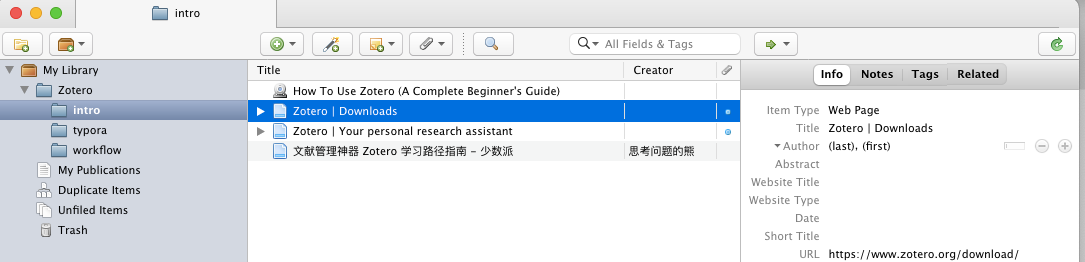 intro
All Fields & Tags
My Library
Zotero
intro
typora
workflow
My Publications
Duplicate Items
Unfiled Items
Trash
Title Creator
How To Use Zotero (A Complete Beginner's Guide)
Zotero | Downloads
Zotero | Your personal research assistant
文献管理神器 Zotero 学习路径指南 – 少数派 思考问题的熊
Info Notes Tags Related
Item Type Web Page
Title Zotero | Downloads
Author (last), (first)
Abstract
Website Title
Website Type
Date
Short Title
URL https://www.zotero.org/download/